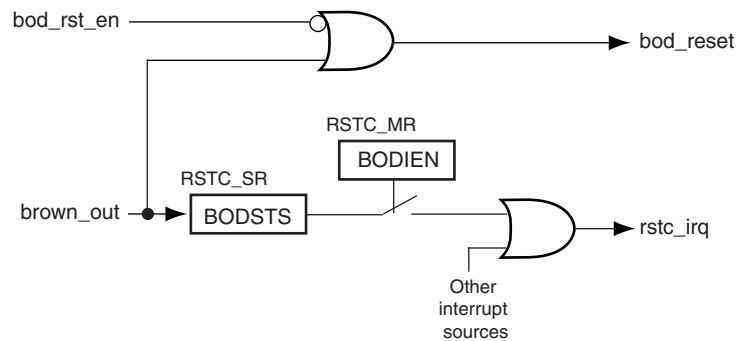 bod_rst_en
bod_reset
RSTC_MR
BODIEN
RSTC_SR
brown_out
BODSTS
rstc_irq
Other
interrupt
sources